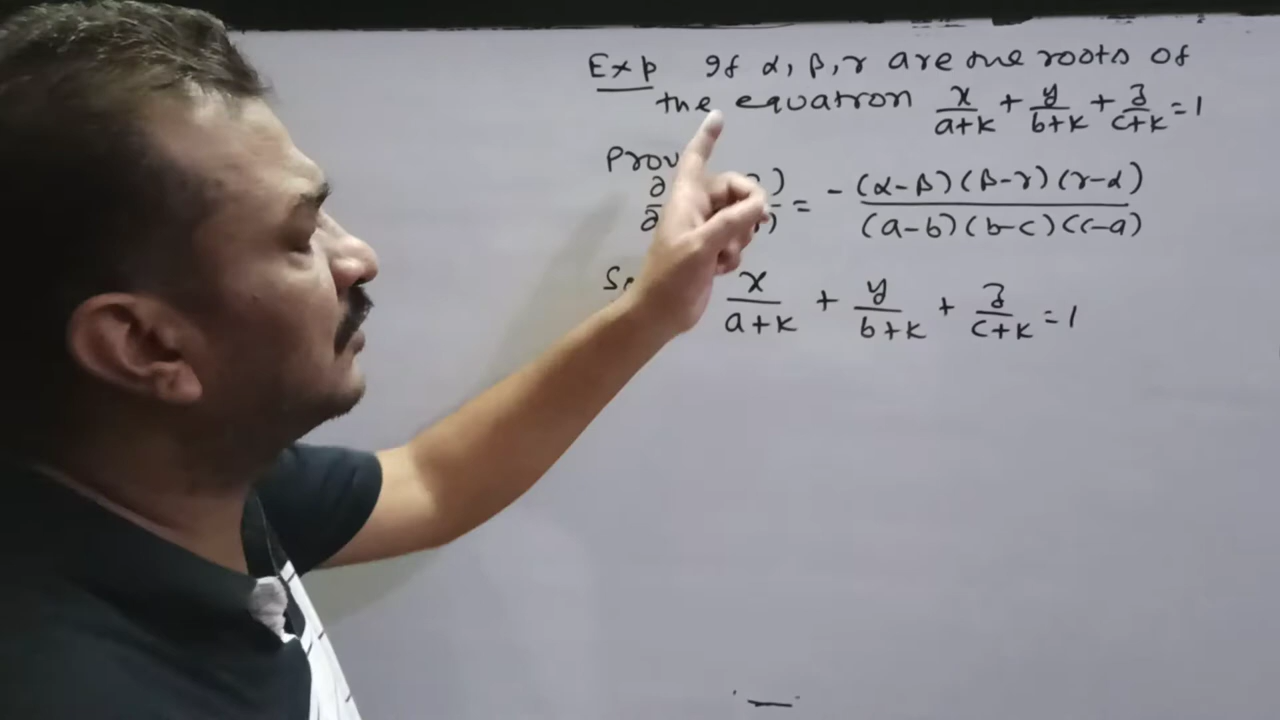 Exp If α, β, γ are the roots of
the equation x/(a+k) + y/(b+k) + z/(c+k) = 1
∂ ) / ∂ ) = - (α-β)(β-γ)(γ-α) / (a-b)(b-c)(c-a)
x/(a+k) + y/(b+k) + z/(c+k) = 1